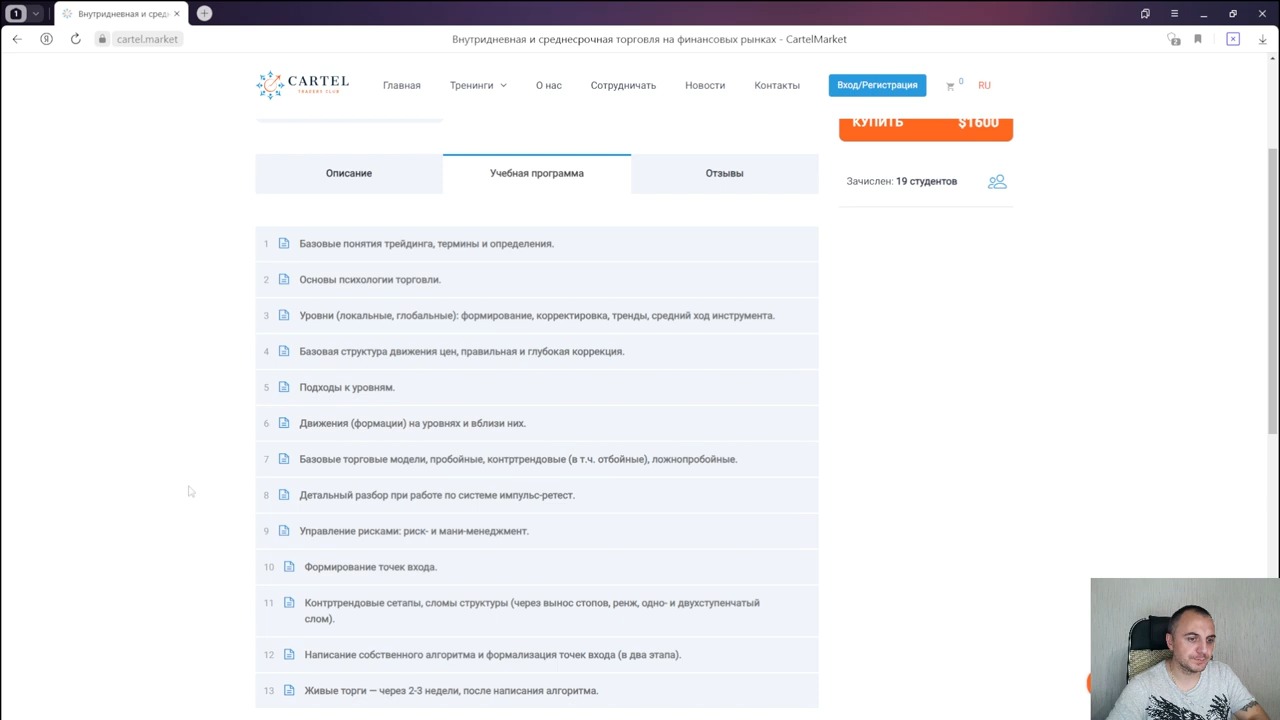 1
Внутридневная и сред
cartel.market
Внутридневная и среднесрочная торговля на финансовых рынках - CartelMarket
2
CARTEL
TRADERS CLUB
Главная
Тренинги
О нас
Сотрудничать
Новости
Контакты
Вход/Регистрация
0
RU
КУПИТЬ $1600
Описание
Учебная программа
Отзывы
Зачислен: 19 студентов
1 Базовые понятия трейдинга, термины и определения.
2 Основы психологии торговли.
3 Уровни (локальные, глобальные): формирование, корректировка, тренды, средний ход инструмента.
4 Базовая структура движения цен, правильная и глубокая коррекция.
5 Подходы к уровням.
6 Движения (формации) на уровнях и вблизи них.
7 Базовые торговые модели, пробойные, контртрендовые (в т.ч. отбойные), ложнопробойные.
8 Детальный разбор при работе по системе импульс-ретест.
9 Управление рисками: риск- и мани-менеджмент.
10 Формирование точек входа.
11 Контртрендовые сетапы, сломы структуры (через вынос стопов, ренж, одно- и двухступенчатый
слом).
12 Написание собственного алгоритма и формализация точек входа (в два этапа).
13 Живые торги — через 2-3 недели, после написания алгоритма.